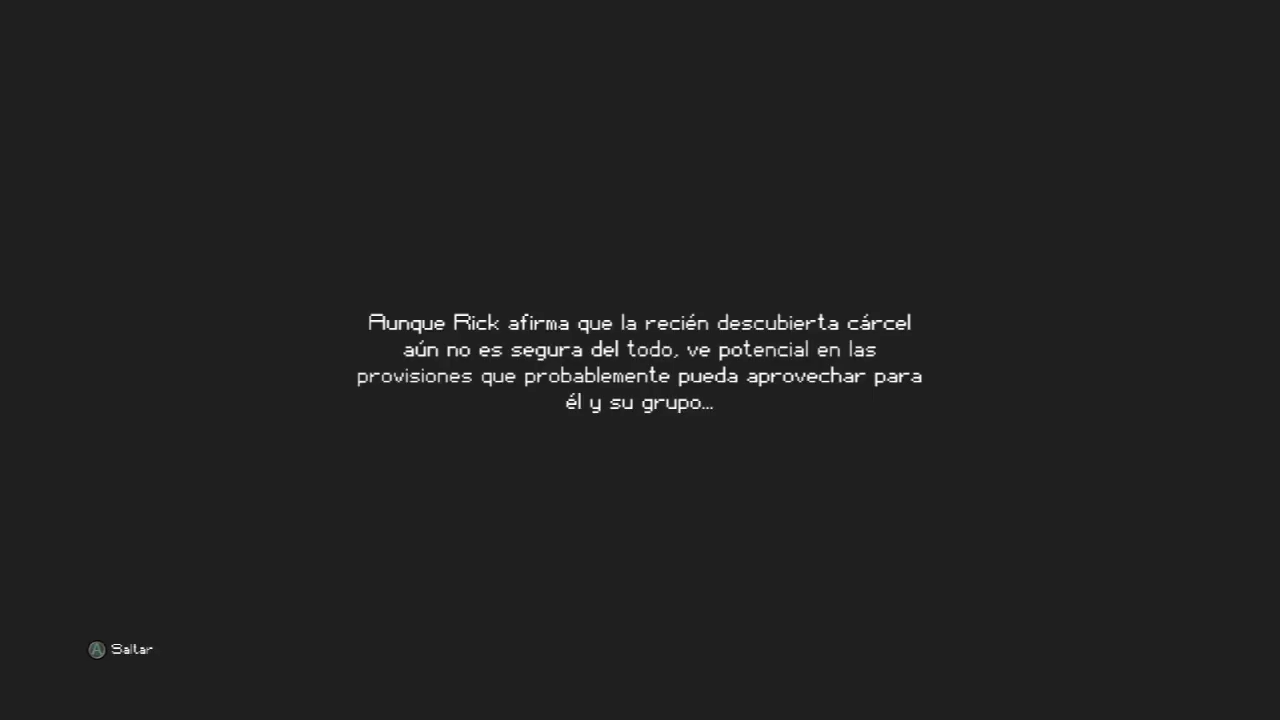 Aunque Rick afirma que la recién descubierta cárcel
aún no es segura del todo, ve potencial en las
provisiones que probablemente pueda aprovechar para
él y su grupo...
A Saltar